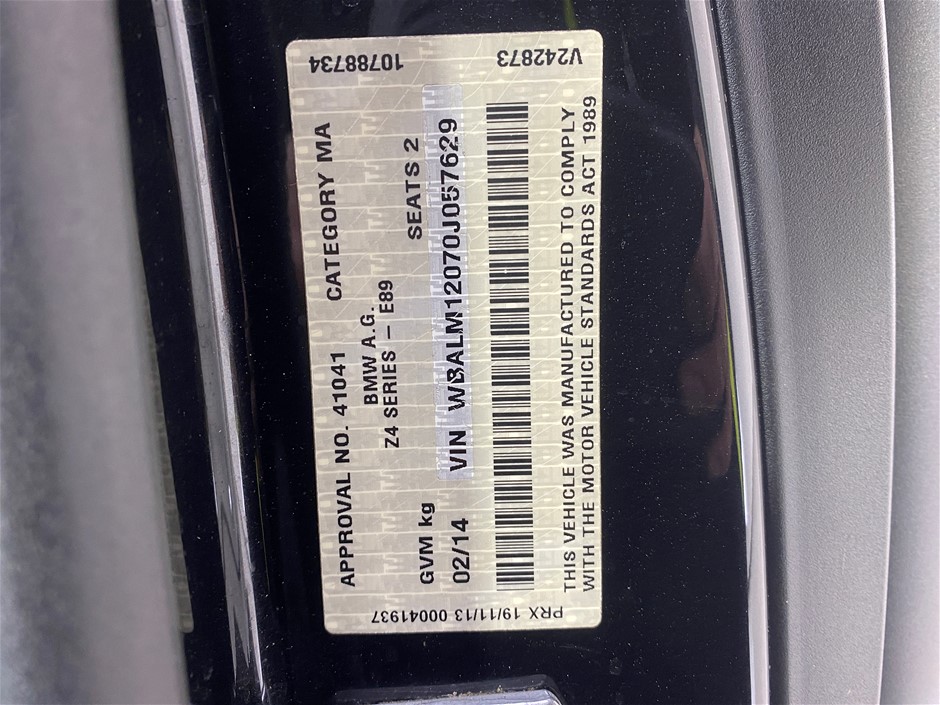 APPROVAL NO. 41041 CATEGORY MA
BMW A.G.
Z4 SERIES – E89
GVM kg SEATS 2
02/14 VIN WBALM12070J057629
THIS VEHICLE WAS MANUFACTURED TO COMPLY
WITH THE MOTOR VEHICLE STANDARDS ACT 1989
10788734
V242873
PRX 19/11/13 00041937